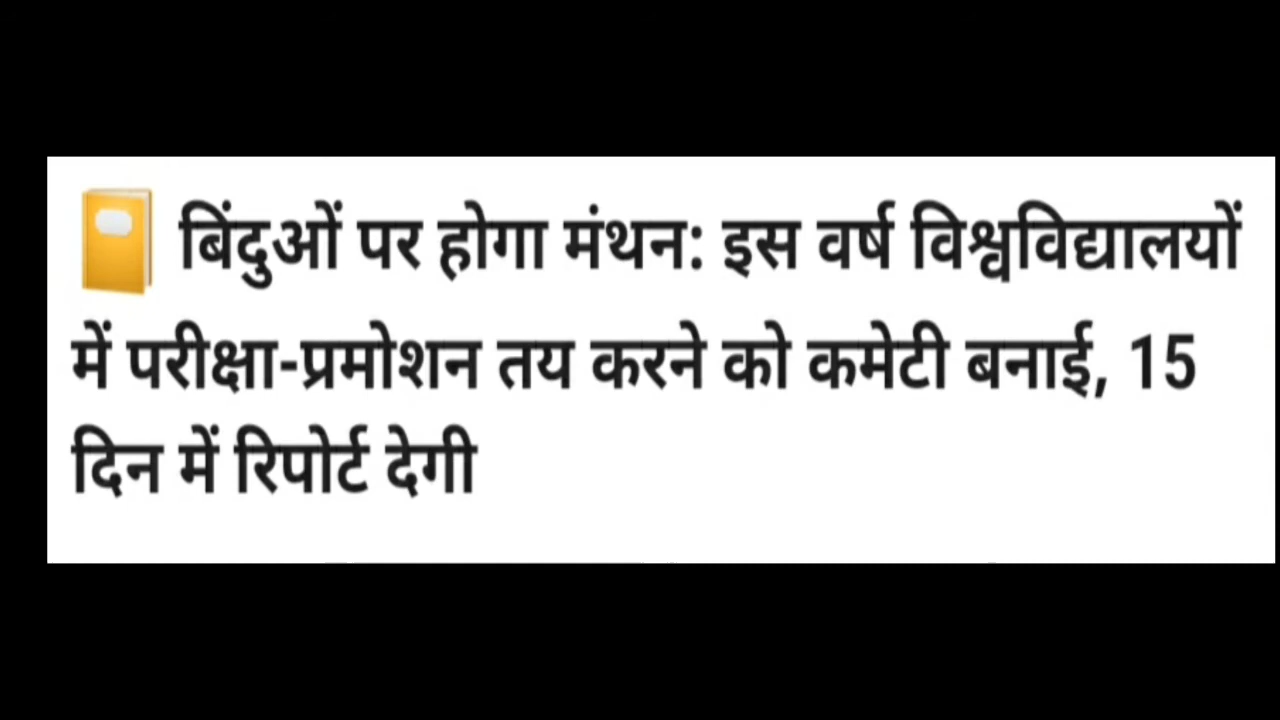 📒 बिंदुओं पर होगा मंथन: इस वर्ष विश्वविद्यालयों
में परीक्षा-प्रमोशन तय करने को कमेटी बनाई, 15
दिन में रिपोर्ट देगी